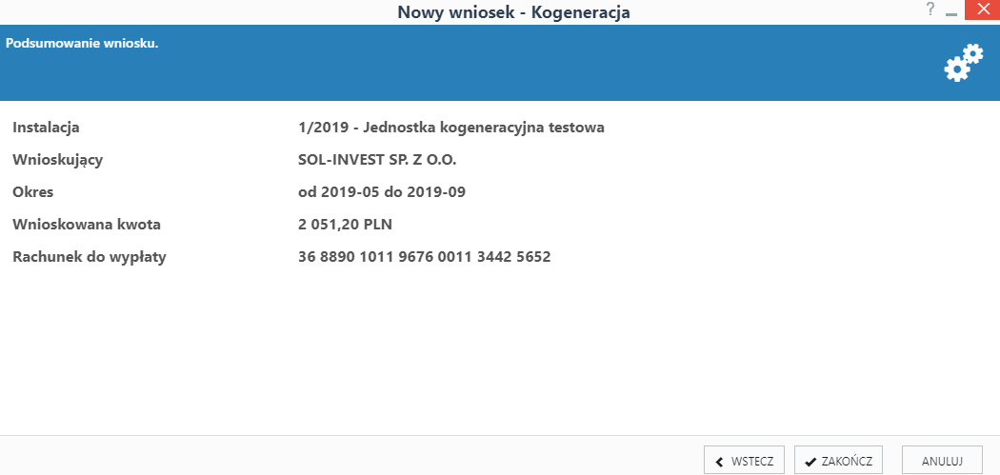 Nowy wniosek - Kogeneracja
?
Podsumowanie wniosku.
Instalacja 1/2019 - Jednostka kogeneracyjna testowa
Wnioskujący SOL-INVEST SP. Z O.O.
Okres od 2019-05 do 2019-09
Wnioskowana kwota 2 051,20 PLN
Rachunek do wypłaty 36 8890 1011 9676 0011 3442 5652
WSTECZ ZAKOŃCZ ANULUJ